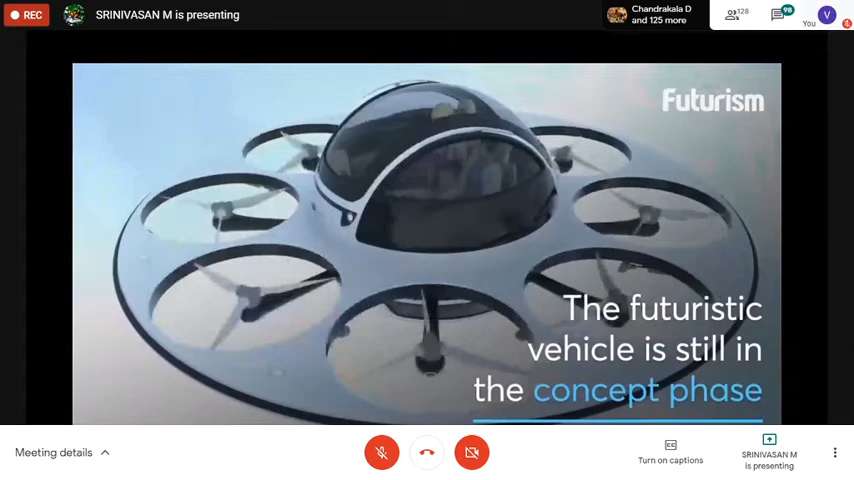 REC
SRINIVASAN M is presenting
Chandrakala D
and 125 more
128
98
You
V
Futurism
The futuristic
vehicle is still in
the concept phase
Meeting details
CC
Turn on captions
SRINIVASAN M
is presenting